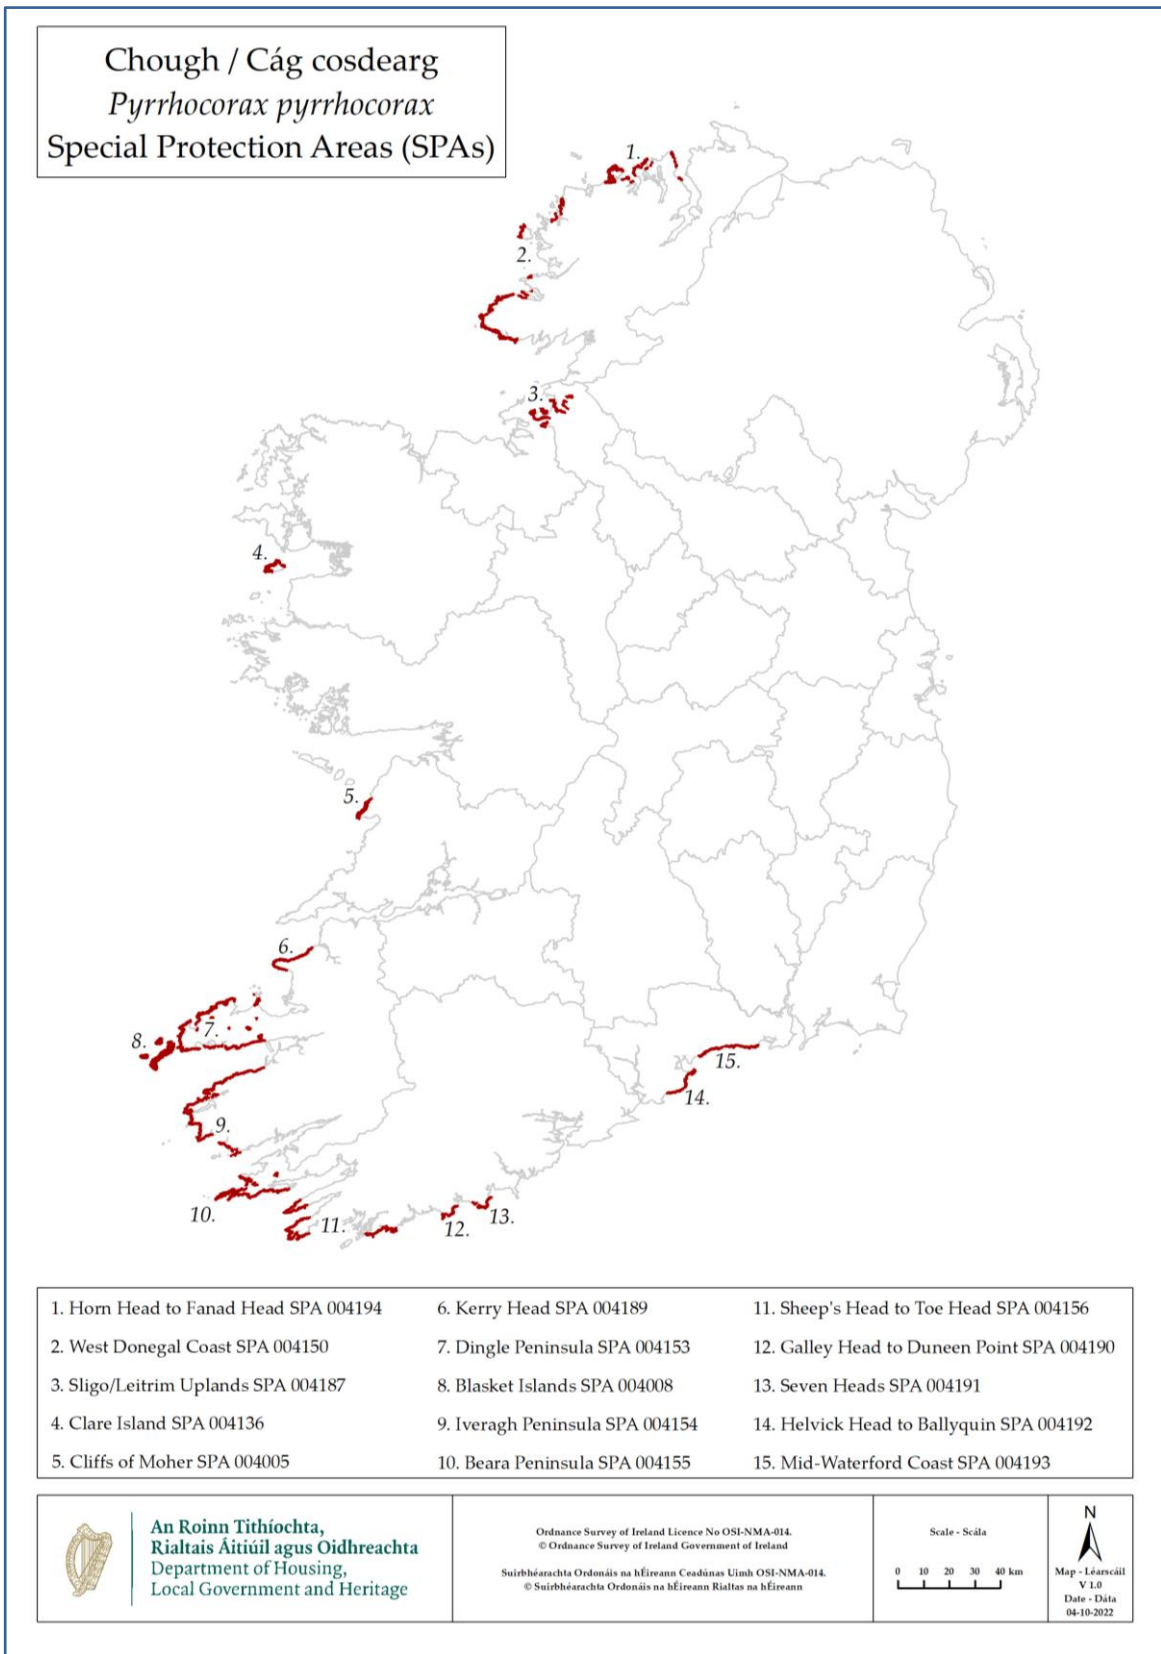 Chough / Cág cosdearg
Pyrrhocorax pyrrhocorax
Special Protection Areas (SPAs)
1.
2.
3.
4.
5.
6.
7.
8.
9.
10.
11.
12.
13.
14.
15.
1. Horn Head to Fanad Head SPA 004194
2. West Donegal Coast SPA 004150
3. Sligo/Leitrim Uplands SPA 004187
4. Clare Island SPA 004136
5. Cliffs of Moher SPA 004005
6. Kerry Head SPA 004189
7. Dingle Peninsula SPA 004153
8. Blasket Islands SPA 004008
9. Iveragh Peninsula SPA 004154
10. Beara Peninsula SPA 004155
11. Sheep's Head to Toe Head SPA 004156
12. Galley Head to Duneen Point SPA 004190
13. Seven Heads SPA 004191
14. Helvick Head to Ballyquin SPA 004192
15. Mid-Waterford Coast SPA 004193
An Roinn Tithíochta,
Rialtais Áitiúil agus Oidhreachta
Department of Housing,
Local Government and Heritage
Ordnance Survey of Ireland Licence No OSI-NMA-014.
© Ordnance Survey of Ireland Government of Ireland
Suirbhéarachta Ordonáis na hÉireann Ceadúnas Uimh OSI-NMA-014.
© Suirbhéarachta Ordonáis na hÉireann Rialtas na hÉireann
Scale - Scála
0 10 20 30 40 km
N
Map - Léarscáil
V 1.0
Date - Dáta
04-10-2022